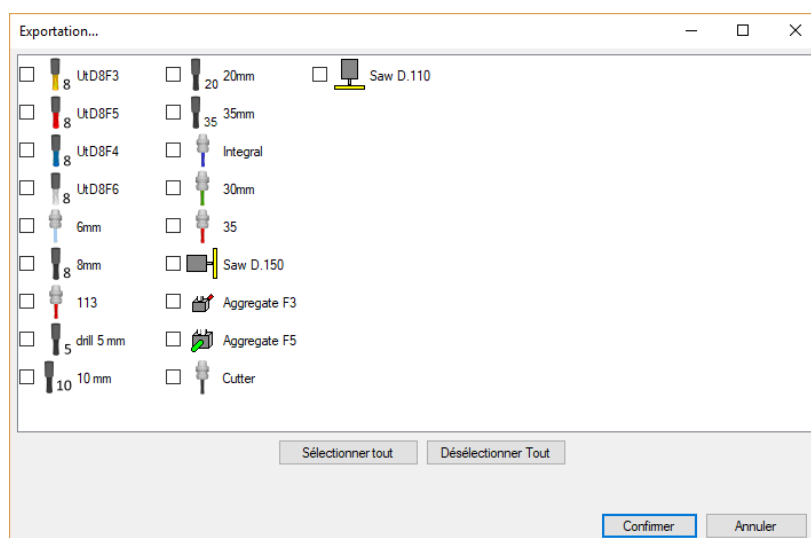 Exportation...
8 UtD8F3
8 UtD8F5
8 UtD8F4
8 UtD8F6
6mm
8 8mm
113
5 drill 5 mm
10 10 mm
20 20mm
35 35mm
Integral
30mm
35
Saw D.150
Aggregate F3
Aggregate F5
Cutter
Saw D.110
Sélectionner tout
Désélectionner Tout
Confirmer
Annuler